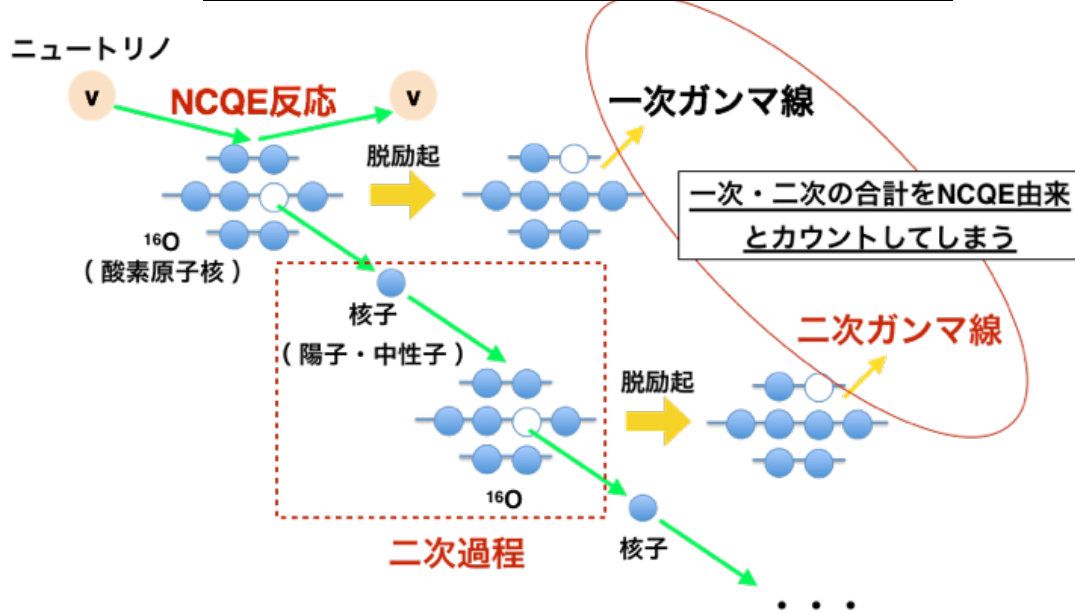 ニュートリノ
ν
NCQE反応
ν
一次ガンマ線
脱励起
一次・二次の合計をNCQE由来
とカウントしてしまう
¹⁶O
（ 酸素原子核 ）
核子
（ 陽子・中性子 ）
二次ガンマ線
脱励起
¹⁶O
二次過程
核子
・・・